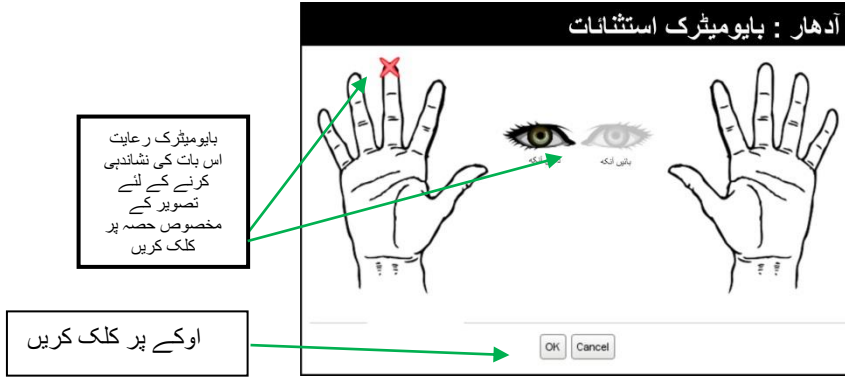 آدھار : بایومیٹرک استثنائات
بایومیٹرک رعایت
اس بات کی نشاندہی
کرنے کے لئے
تصویر کے
مخصوص حصہ پر
کلک کریں
آنکھ
بائیں آنکھ
اوکے پر کلک کریں
OK
Cancel